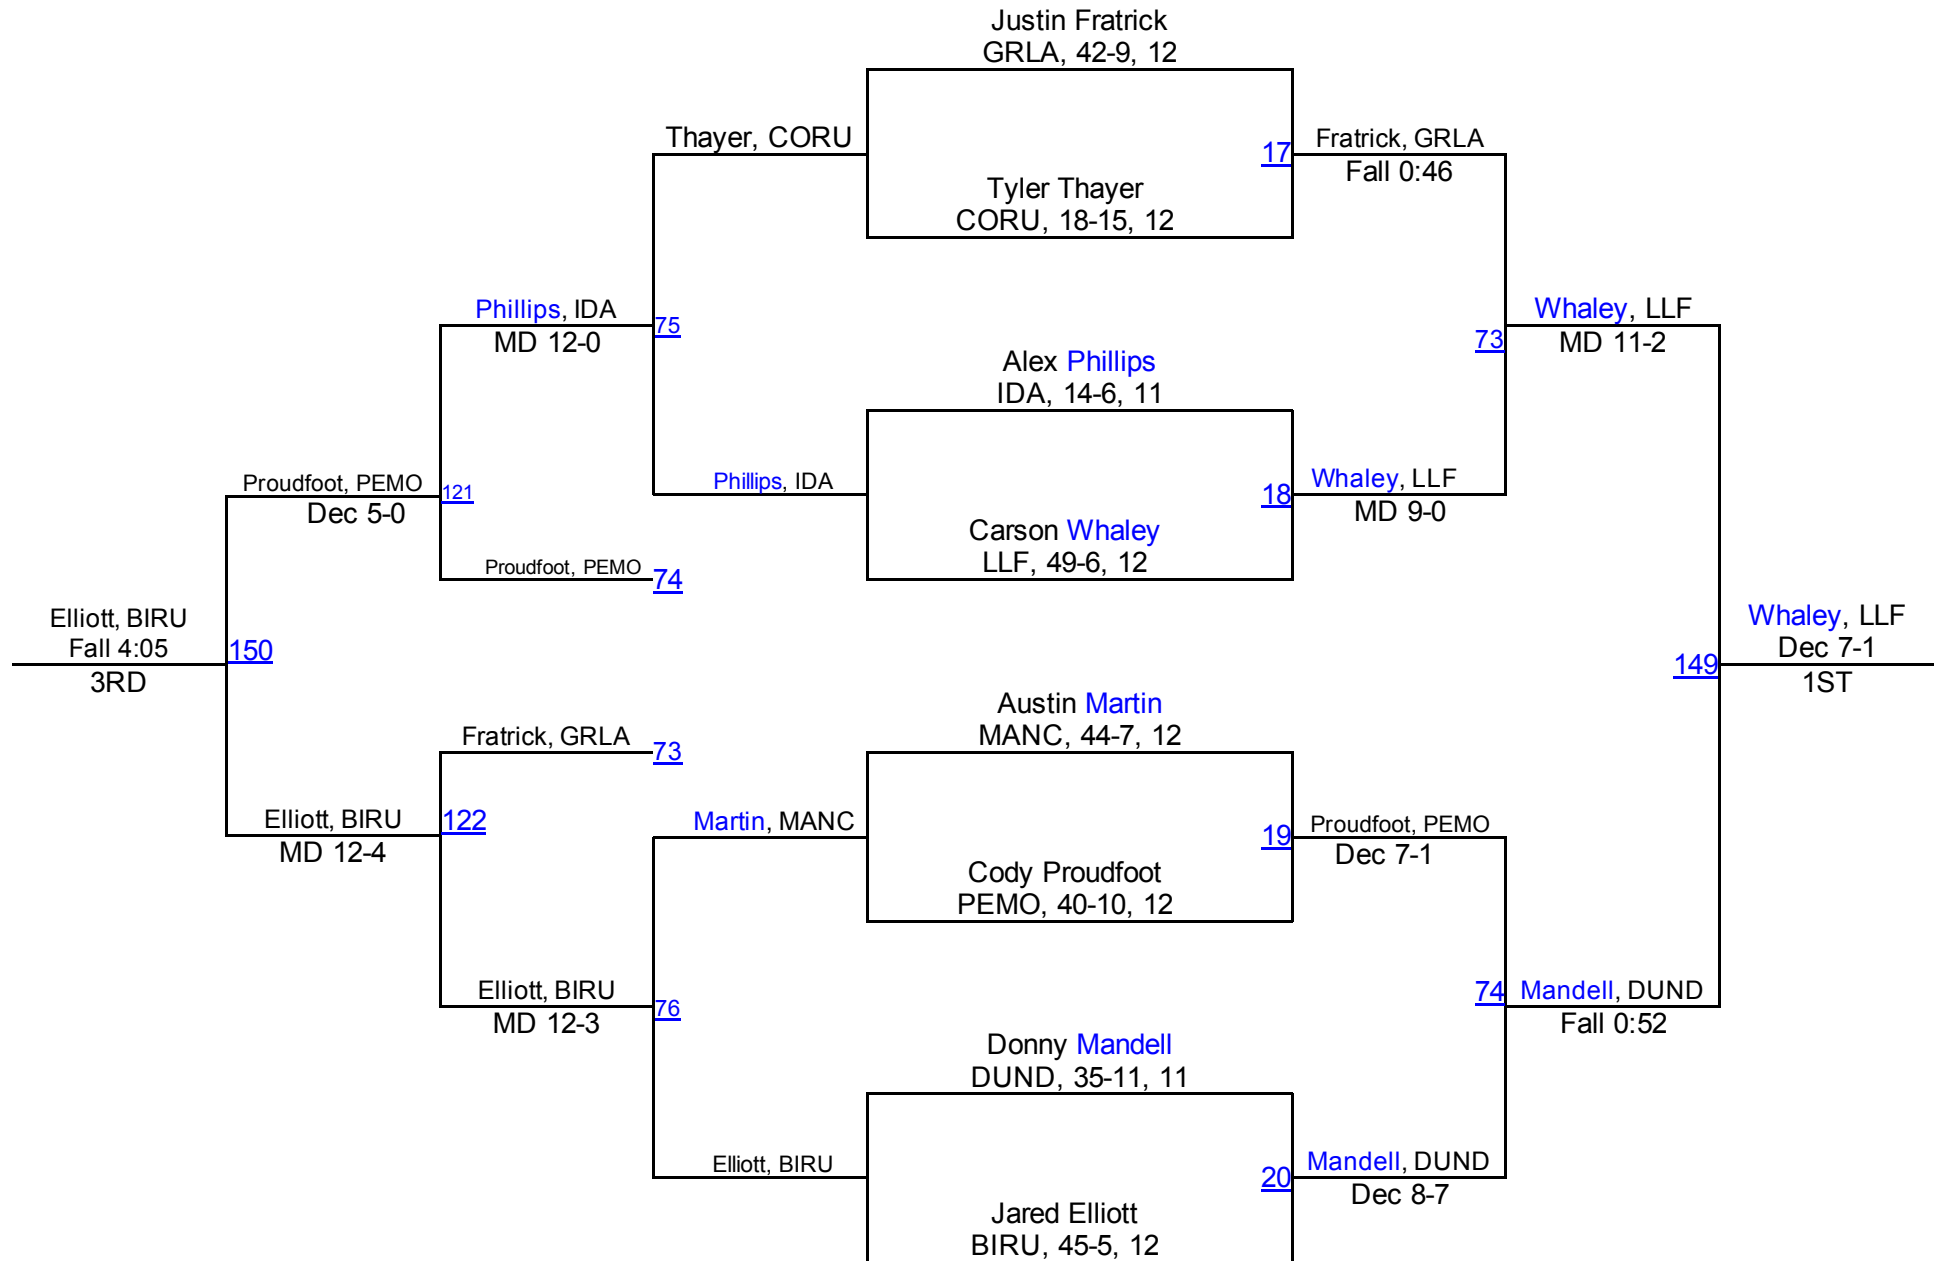 Justin Fratrick
GRLA, 42-9, 12
Thayer, CORU
17
Fratrick, GRLA
Fall 0:46
Tyler Thayer
CORU, 18-15, 12
Phillips, IDA
MD 12-0
75
73
Whaley, LLF
MD 11-2
Alex Phillips
IDA, 14-6, 11
Proudfoot, PEMO
Dec 5-0
121
Phillips, IDA
18
Whaley, LLF
MD 9-0
Carson Whaley
LLF, 49-6, 12
Proudfoot, PEMO
74
Elliott, BIRU
Fall 4:05
3RD
150
149
Whaley, LLF
Dec 7-1
1ST
Austin Martin
MANC, 44-7, 12
Fratrick, GRLA
73
Elliott, BIRU
MD 12-4
122
Martin, MANC
19
Proudfoot, PEMO
Dec 7-1
Cody Proudfoot
PEMO, 40-10, 12
Elliott, BIRU
MD 12-3
76
74
Mandell, DUND
Fall 0:52
Donny Mandell
DUND, 35-11, 11
Elliott, BIRU
20
Mandell, DUND
Dec 8-7
Jared Elliott
BIRU, 45-5, 12